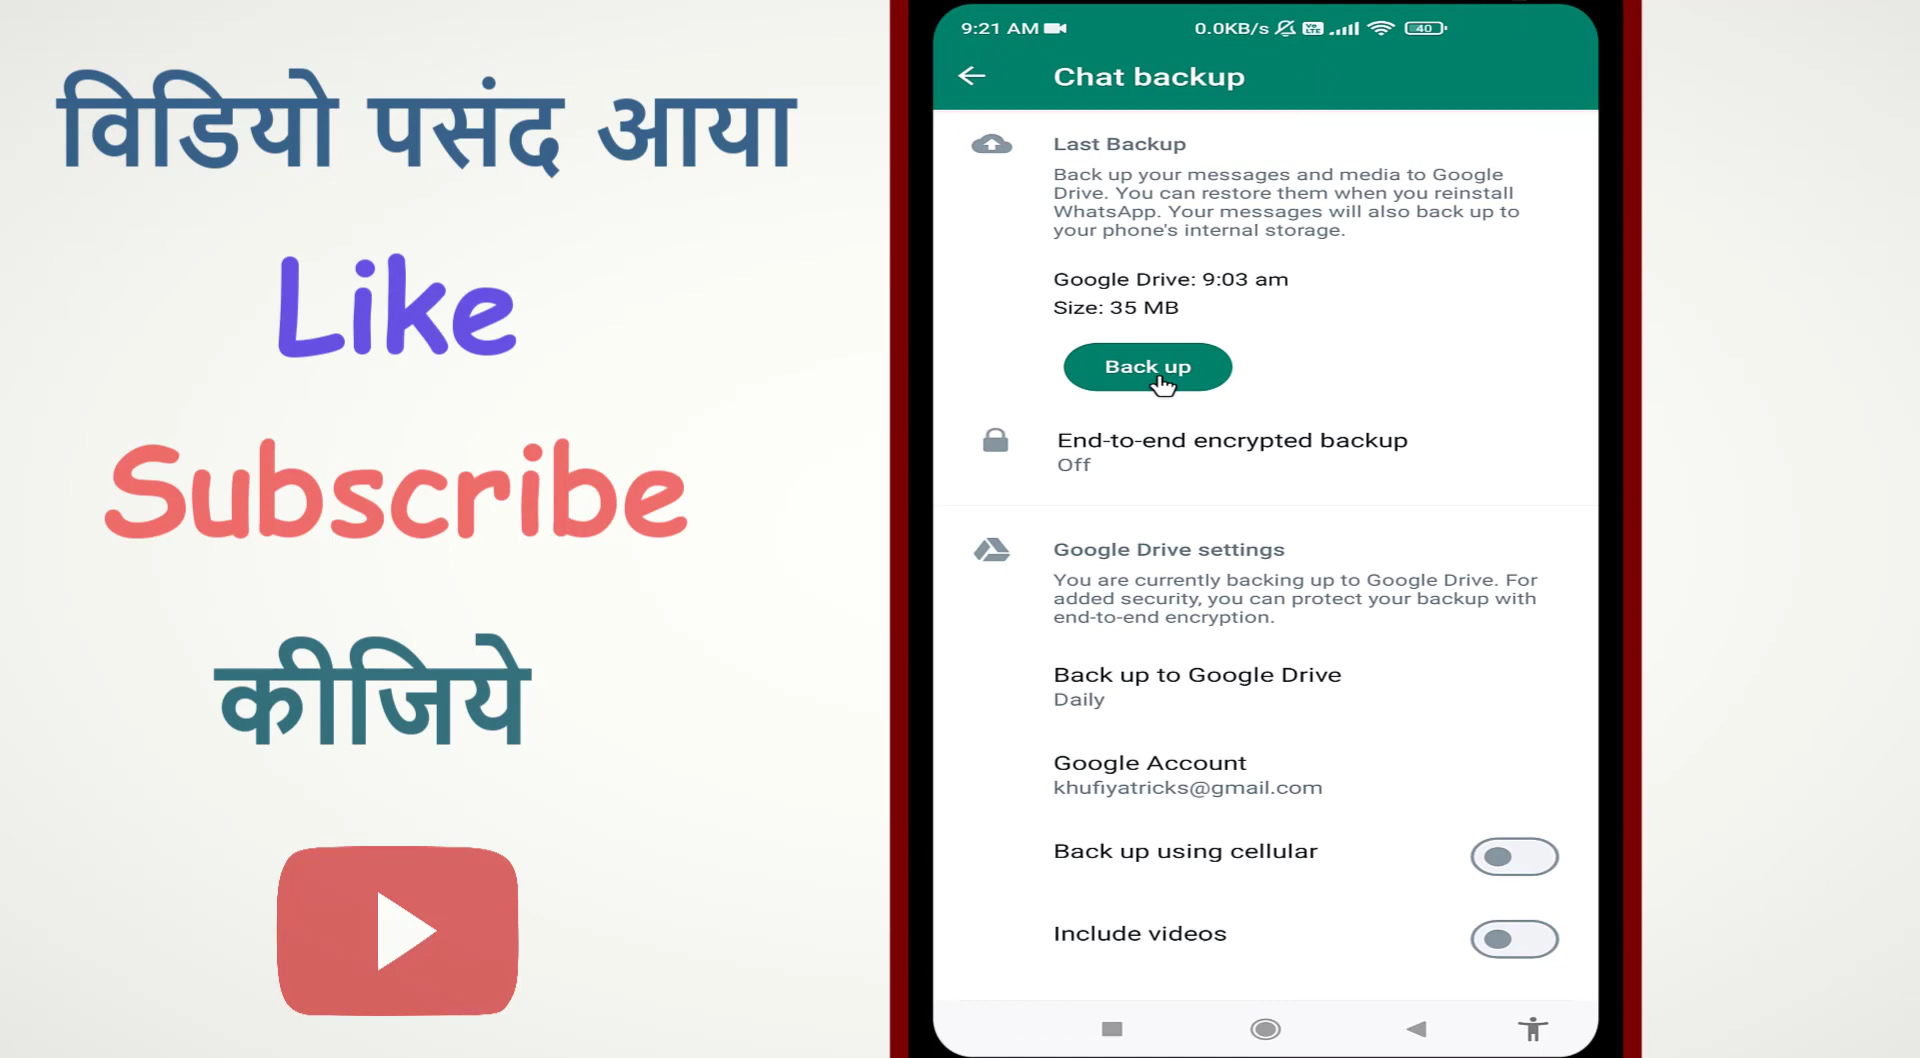 विडियो पसंद आया
Like
Subscribe
कीजिये
9:21 AM
0.0KB/s
Vo LTE
40
Chat backup
Last Backup
Back up your messages and media to Google
Drive. You can restore them when you reinstall
WhatsApp. Your messages will also back up to
your phone's internal storage.
Google Drive: 9:03 am
Size: 35 MB
Back up
End-to-end encrypted backup
Off
Google Drive settings
You are currently backing up to Google Drive. For
added security, you can protect your backup with
end-to-end encryption.
Back up to Google Drive
Daily
Google Account
khufiyatricks@gmail.com
Back up using cellular
Include videos